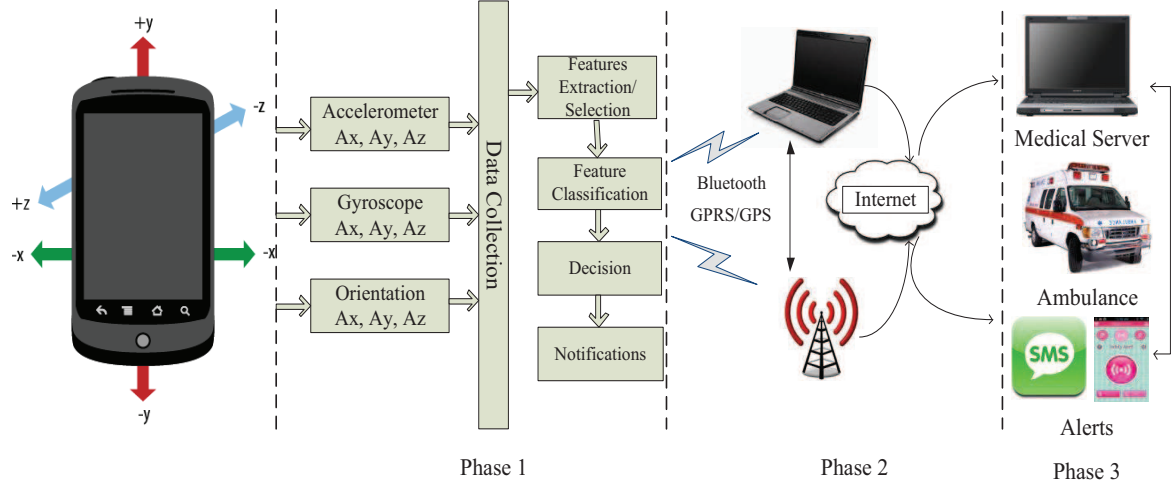 +y
-z
+z
-x
-x
-y
Accelerometer
Ax, Ay, Az
Gyroscope
Ax, Ay, Az
Orientation
Ax, Ay, Az
Data Collection
Features
Extraction/
Selection
Feature
Classification
Decision
Notifications
Phase 1
Bluetooth
GPRS/GPS
Internet
Phase 2
Medical Server
AMBULANCE
Ambulance
SMS
Alerts
Phase 3